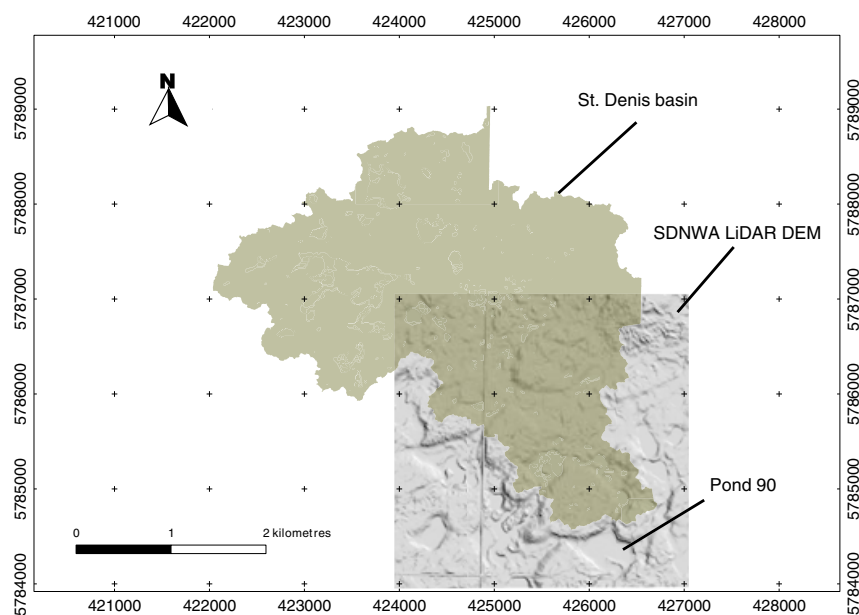 421000 422000 423000 424000 425000 426000 427000 428000
5789000 5789000
N
St. Denis basin
5788000 5788000
SDNWA LiDAR DEM
5787000 5787000
5786000 5786000
5785000 5785000
Pond 90
0 1 2 kilometres
5784000 5784000
421000 422000 423000 424000 425000 426000 427000 428000